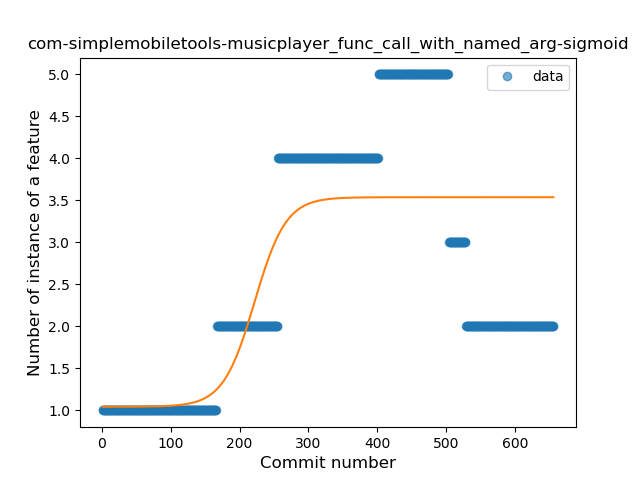 com-simplemobiletools-musicplayer_func_call_with_named_arg-sigmoid
data
Number of instance of a feature
5.0
4.5
4.0
3.5
3.0
2.5
2.0
1.5
1.0
0 100 200 300 400 500 600
Commit number